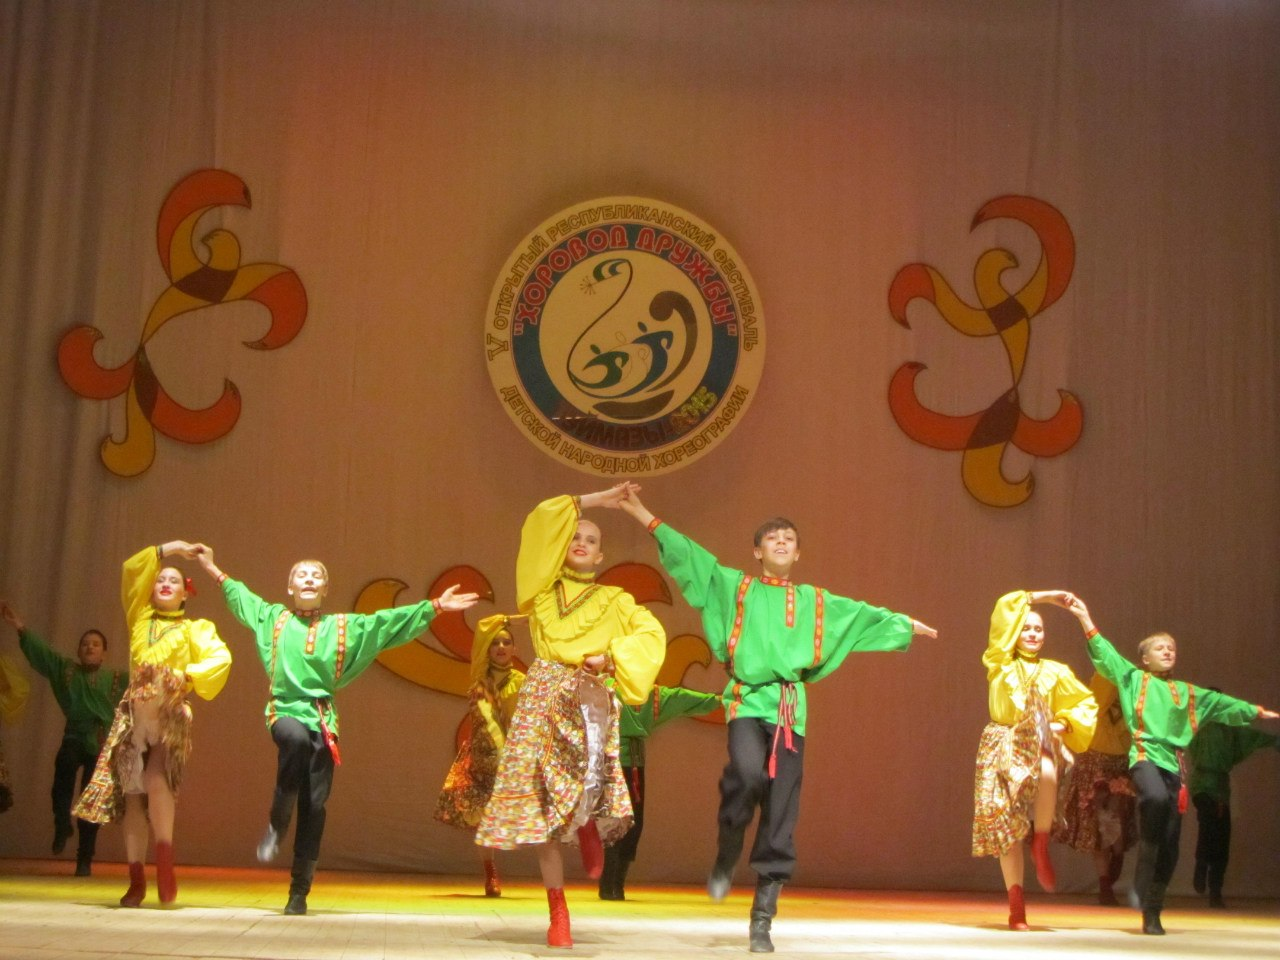 V ОТКРЫТЫЙ РЕСПУБЛИКАНСКИЙ ФЕСТИВАЛЬ
"ХОРОВОД ДРУЖБЫ"
ДЕТСКОЙ НАРОДНОЙ ХОРЕОГРАФИИ